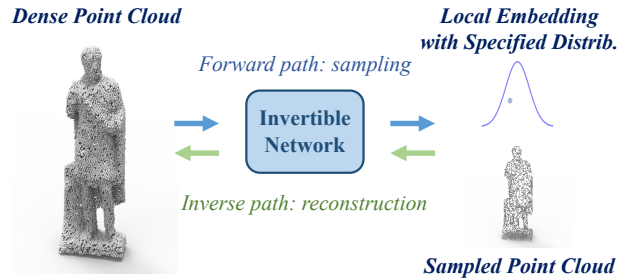 Dense Point Cloud
Local Embedding
with Specified Distrib.
Forward path: sampling
Invertible
Network
Inverse path: reconstruction
Sampled Point Cloud